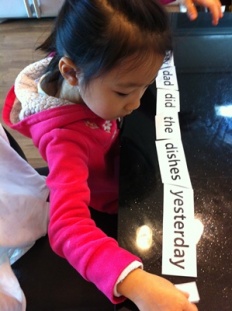 dad did the dishes yesterday